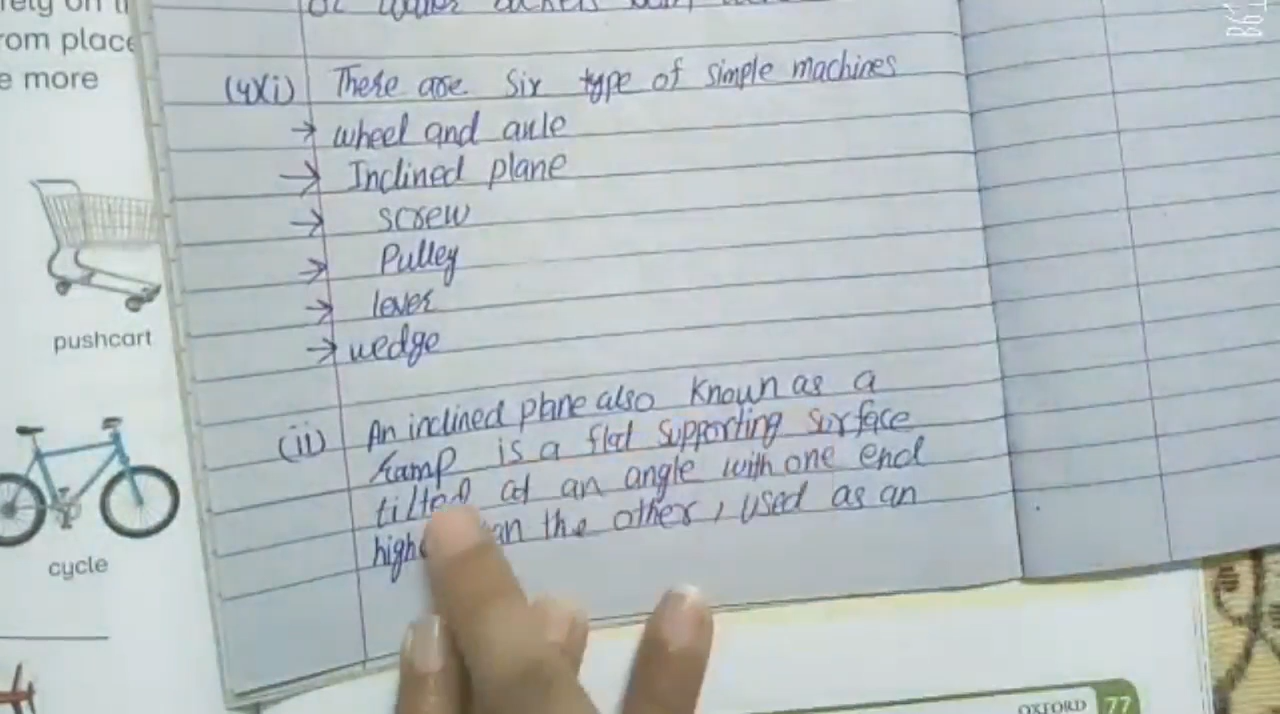 rom place
e more
pushcart
cycle
(4)(i) There are six type of simple machines
→ wheel and axle
→ Inclined plane
→ screw
→ Pulley
→ lever
→ wedge
(ii) An inclined plane also known as a
ramp is a flat supporting surface
tilted at an angle with one end
the other, used as an
OXFORD 77